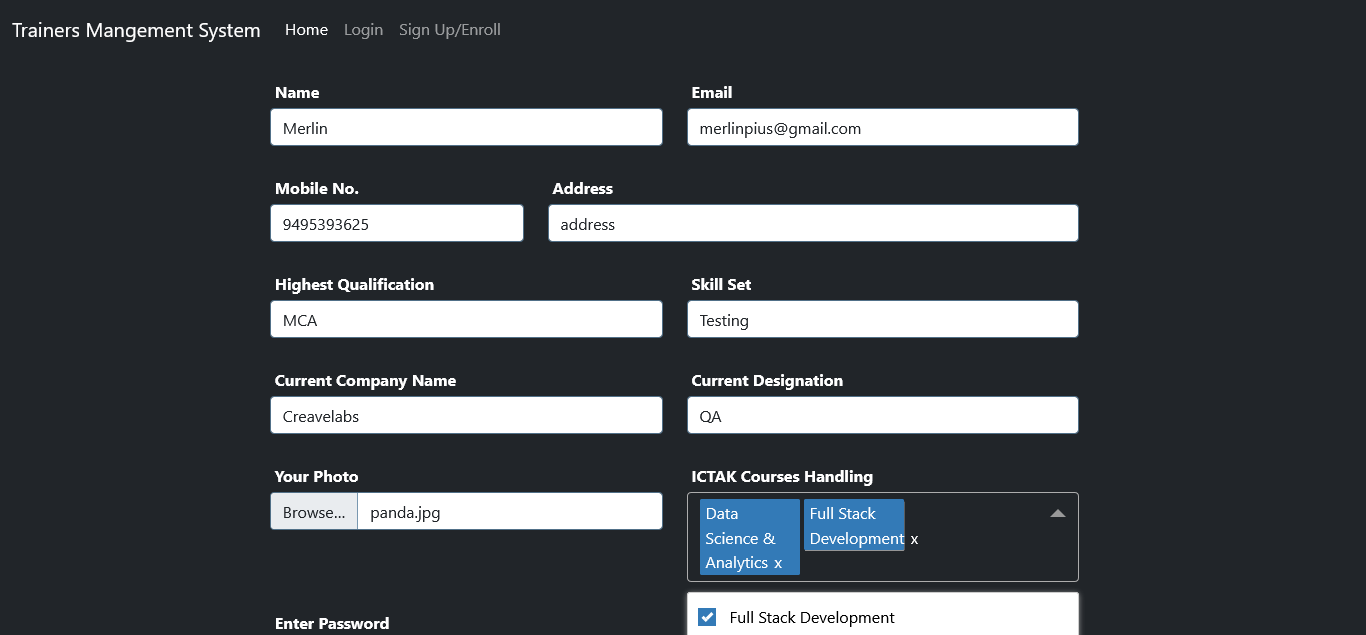 Trainers Mangement System Home Login Sign Up/Enroll
Name Email
Merlin merlinpius@gmail.com
Mobile No. Address
9495393625 address
Highest Qualification Skill Set
MCA Testing
Current Company Name Current Designation
Creavelabs QA
Your Photo ICTAK Courses Handling
Browse... panda.jpg
Data
Science &
Analytics x
Full Stack
Development x
Enter Password
Full Stack Development